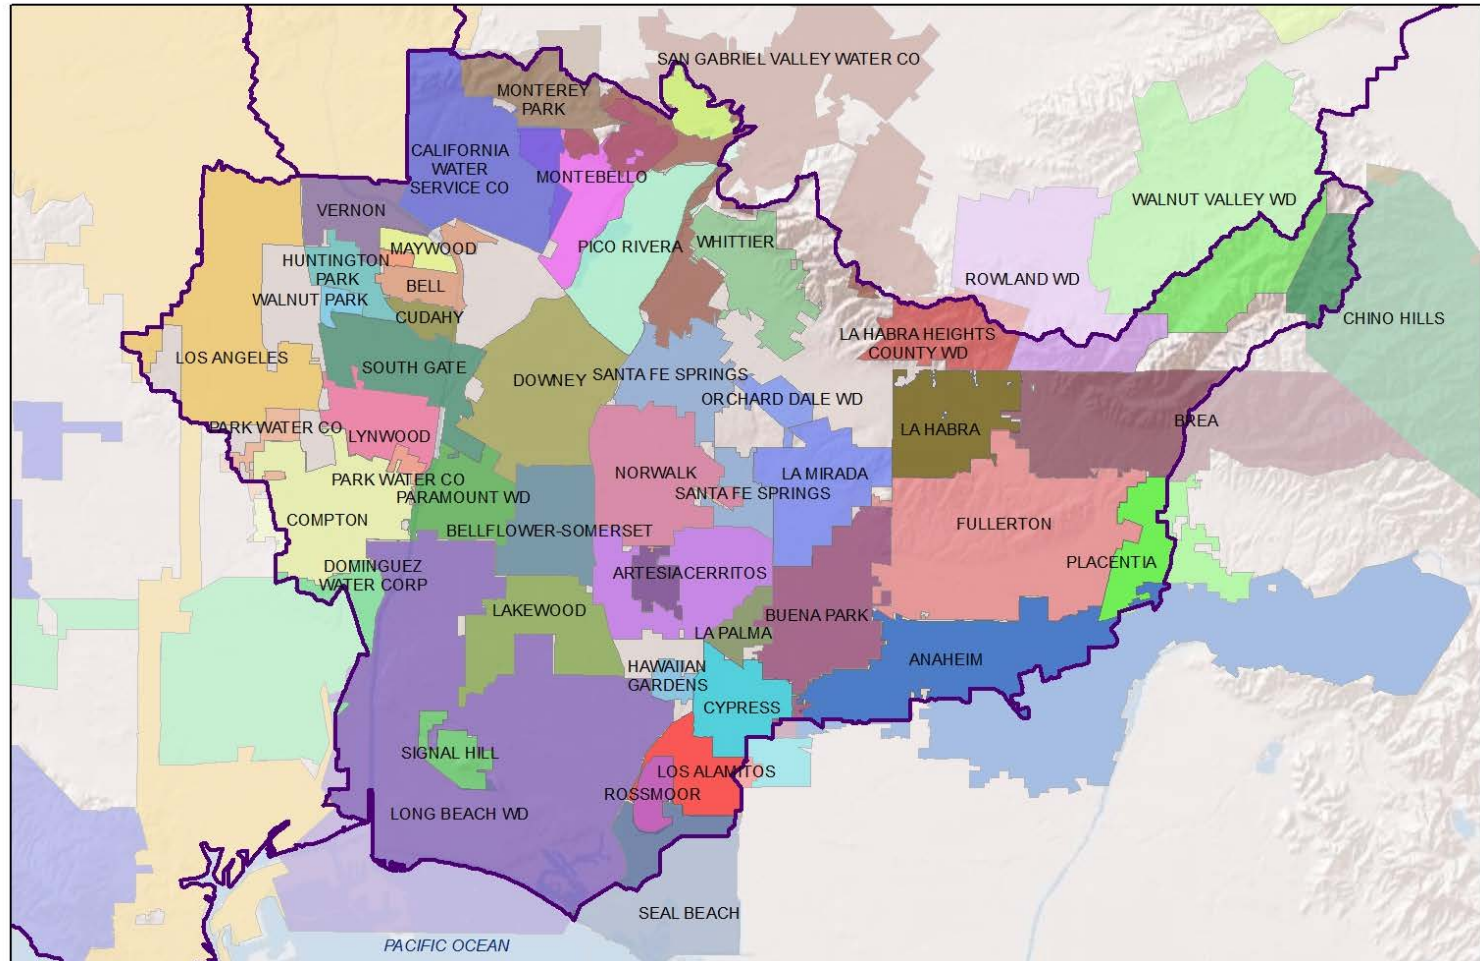 SAN GABRIEL VALLEY WATER CO
MONTEREY
PARK
CALIFORNIA
WATER
SERVICE CO
MONTEBELLO
VERNON
WALNUT VALLEY WD
MAYWOOD
PICO RIVERA
WHITTIER
HUNTINGTON
PARK
BELL
ROWLAND WD
WALNUT PARK
CUDAHY
CHINO HILLS
LA HABRA HEIGHTS
COUNTY WD
LOS ANGELES
SOUTH GATE
DOWNEY
SANTA FE SPRINGS
ORCHARD DALE WD
PARK WATER CO
LYNWOOD
LA HABRA
BREA
PARK WATER CO
NORWALK
LA MIRADA
PARAMOUNT WD
SANTA FE SPRINGS
COMPTON
BELLFLOWER-SOMERSET
FULLERTON
DOMINGUEZ
WATER CORP
ARTESIA
CERRITOS
PLACENTIA
LAKEWOOD
BUENA PARK
LA PALMA
HAWAIIAN
GARDENS
ANAHEIM
CYPRESS
SIGNAL HILL
LOS ALAMITOS
ROSSMOOR
LONG BEACH WD
SEAL BEACH
PACIFIC OCEAN